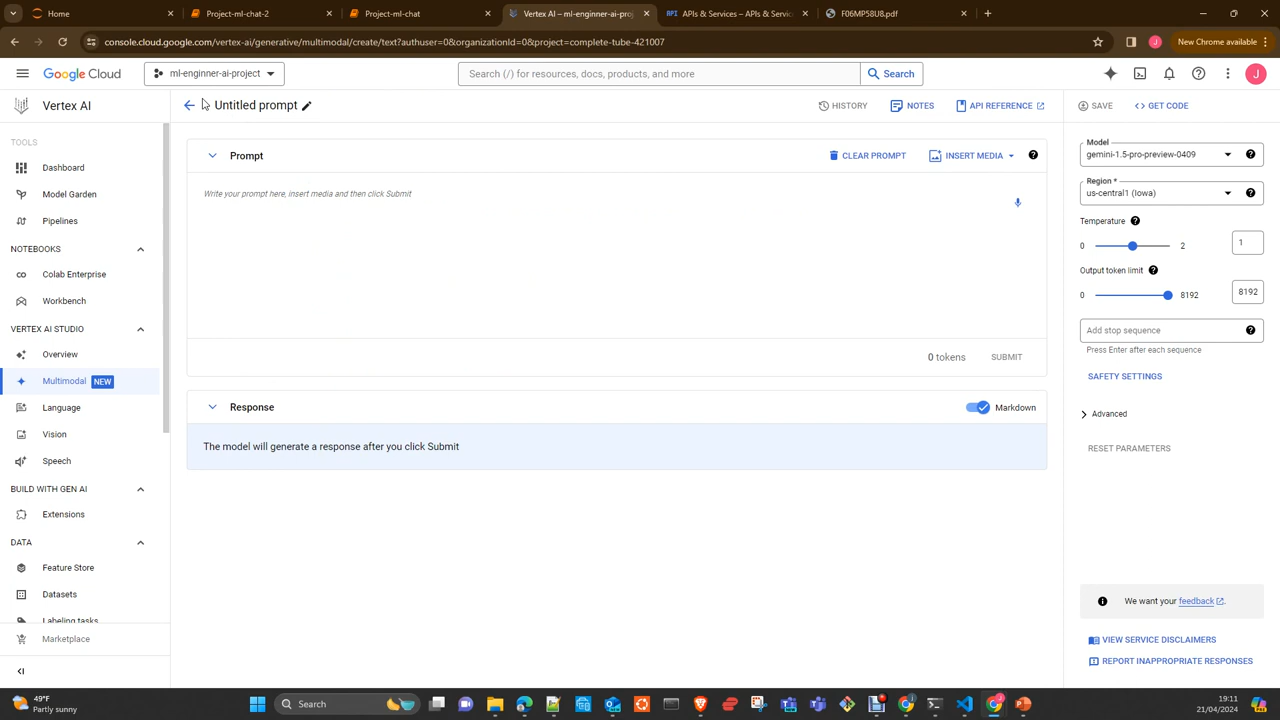 Home
Project-ml-chat-2
Project-ml-chat
Vertex AI – ml-enginner-ai-proj
APIs & Services – APIs & Service
F06MP58U8.pdf
console.cloud.google.com/vertex-ai/generative/multimodal/create/text?authuser=0&organizationId=0&project=complete-tube-421007
New Chrome available
Google Cloud
ml-enginner-ai-project
Search (/) for resources, docs, products, and more
Search
J
Vertex AI
Untitled prompt
HISTORY
NOTES
API REFERENCE
SAVE
GET CODE
TOOLS
Dashboard
Model Garden
Pipelines
NOTEBOOKS
Colab Enterprise
Workbench
VERTEX AI STUDIO
Overview
Multimodal NEW
Language
Vision
Speech
BUILD WITH GEN AI
Extensions
DATA
Feature Store
Datasets
Labeling tasks
Marketplace
Prompt
CLEAR PROMPT
INSERT MEDIA
Write your prompt here, insert media and then click Submit
0 tokens
SUBMIT
Response
Markdown
The model will generate a response after you click Submit
Model
gemini-1.5-pro-preview-0409
Region *
us-central1 (Iowa)
Temperature
0
2
1
Output token limit
0
8192
8192
Add stop sequence
Press Enter after each sequence
SAFETY SETTINGS
Advanced
RESET PARAMETERS
We want your feedback.
VIEW SERVICE DISCLAIMERS
REPORT INAPPROPRIATE RESPONSES
49°F
Partly sunny
Search
19:11
21/04/2024